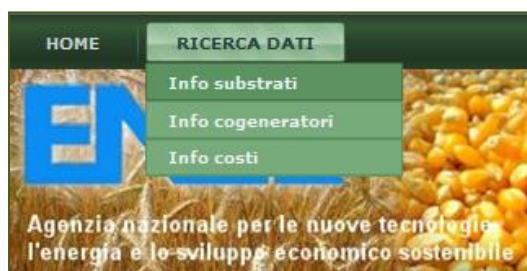 HOME
RICERCA DATI
Info substrati
Info cogeneratori
Info costi
Agenzia nazionale per le nuove tecnologie
l'energia e lo sviluppo economico sostenibile